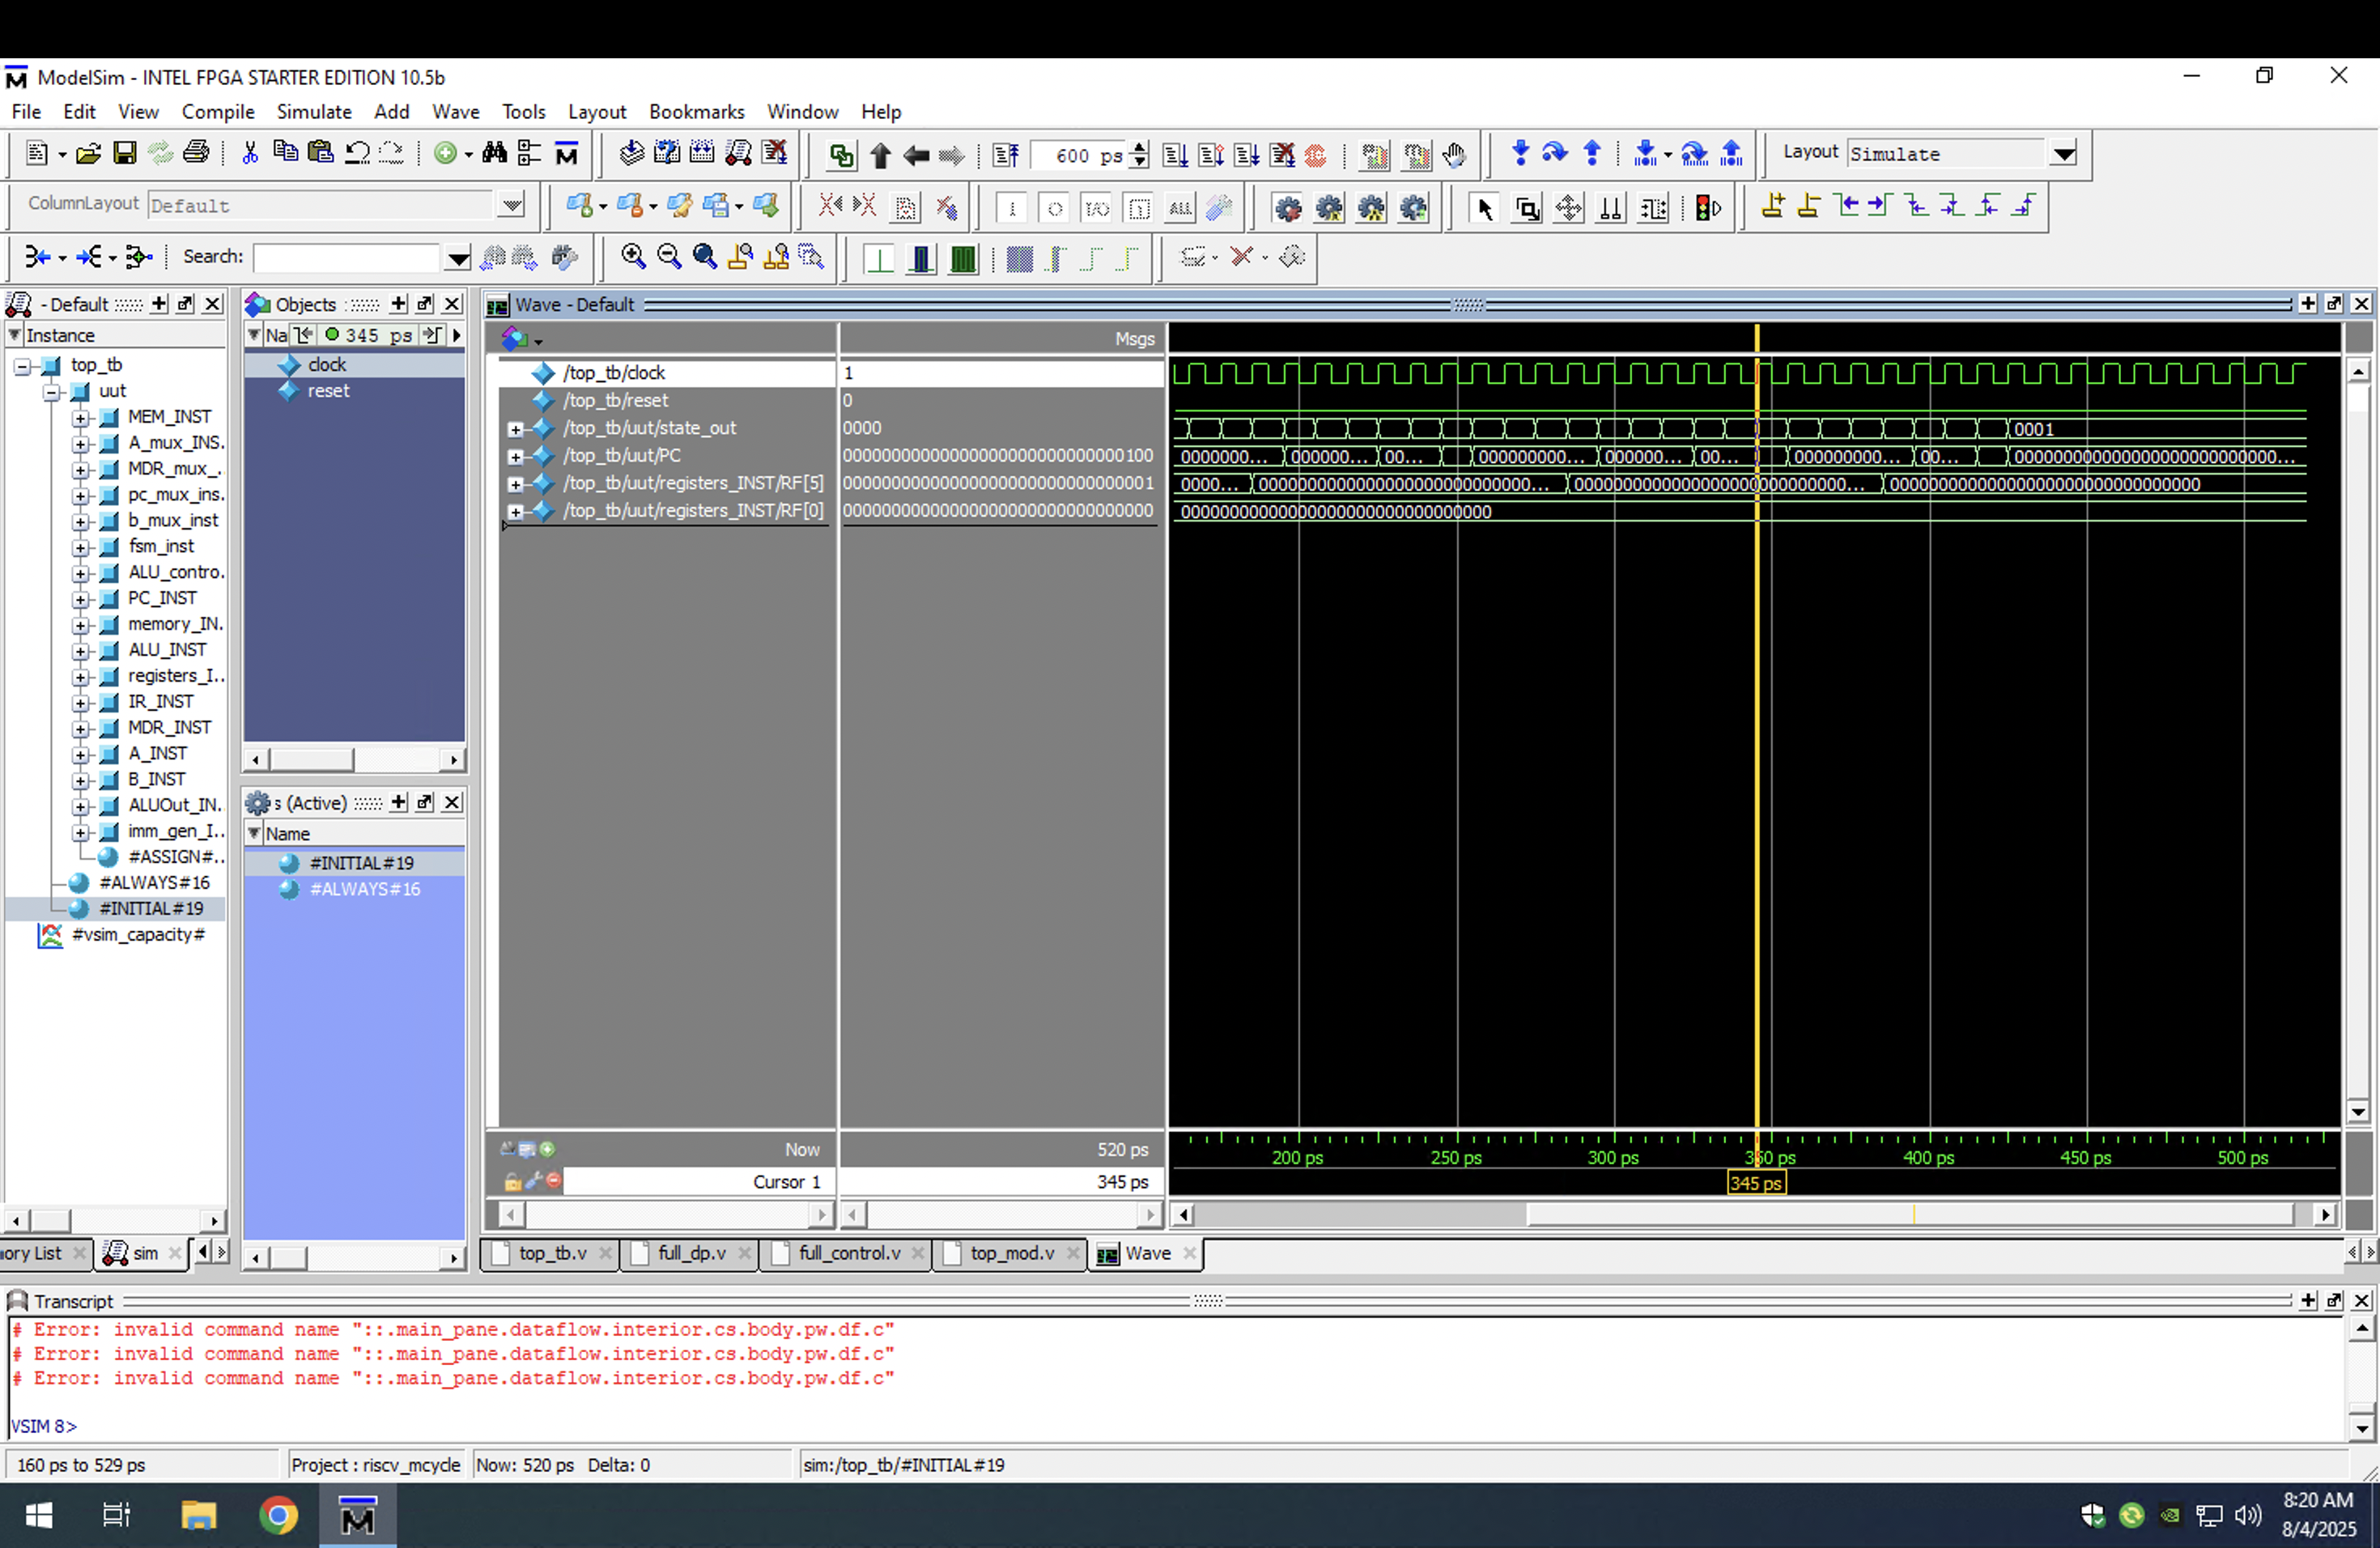 ModelSim - INTEL FPGA STARTER EDITION 10.5b
File Edit View Compile Simulate Add Wave Tools Layout Bookmarks Window Help
600 ps
Layout Simulate
ColumnLayout Default
ALL
Search:
- Default
Objects
Wave - Default
Instance
Na 345 ps
Msgs
top_tb
uut
MEM_INST
A_mux_INS.
MDR_mux_.
pc_mux_ins.
b_mux_inst
fsm_inst
ALU_contro.
PC_INST
memory_IN.
ALU_INST
registers_I..
IR_INST
MDR_INST
A_INST
B_INST
ALUOut_IN.
imm_gen_I..
#ASSIGN#..
#ALWAYS#16
#INITIAL#19
#vsim_capacity#
clock
reset
s (Active)
Name
#INITIAL#19
#ALWAYS#16
/top_tb/clock 1
/top_tb/reset 0
/top_tb/uut/state_out 0000 0001
/top_tb/uut/PC 00000000000000000000000000000100 0000000... 000000... 00... 000000000... 000000... 00... 000000000... 00...
/top_tb/uut/registers_INST/RF[5] 00000000000000000000000000000001 0000... 00000000000000000000000000000000
/top_tb/uut/registers_INST/RF[0] 00000000000000000000000000000000 00000000000000000000000000000000
Now 520 ps
200 ps 250 ps 300 ps 350 ps 400 ps 450 ps 500 ps
Cursor 1 345 ps 345 ps
ory List sim
top_tb.v full_dp.v full_control.v top_mod.v Wave
Transcript
# Error: invalid command name "::.main_pane.dataflow.interior.cs.body.pw.df.c"
# Error: invalid command name "::.main_pane.dataflow.interior.cs.body.pw.df.c"
# Error: invalid command name "::.main_pane.dataflow.interior.cs.body.pw.df.c"
VSIM 8>
160 ps to 529 ps Project : riscv_mcycle Now: 520 ps Delta: 0 sim:/top_tb/#INITIAL#19
8:20 AM
8/4/2025